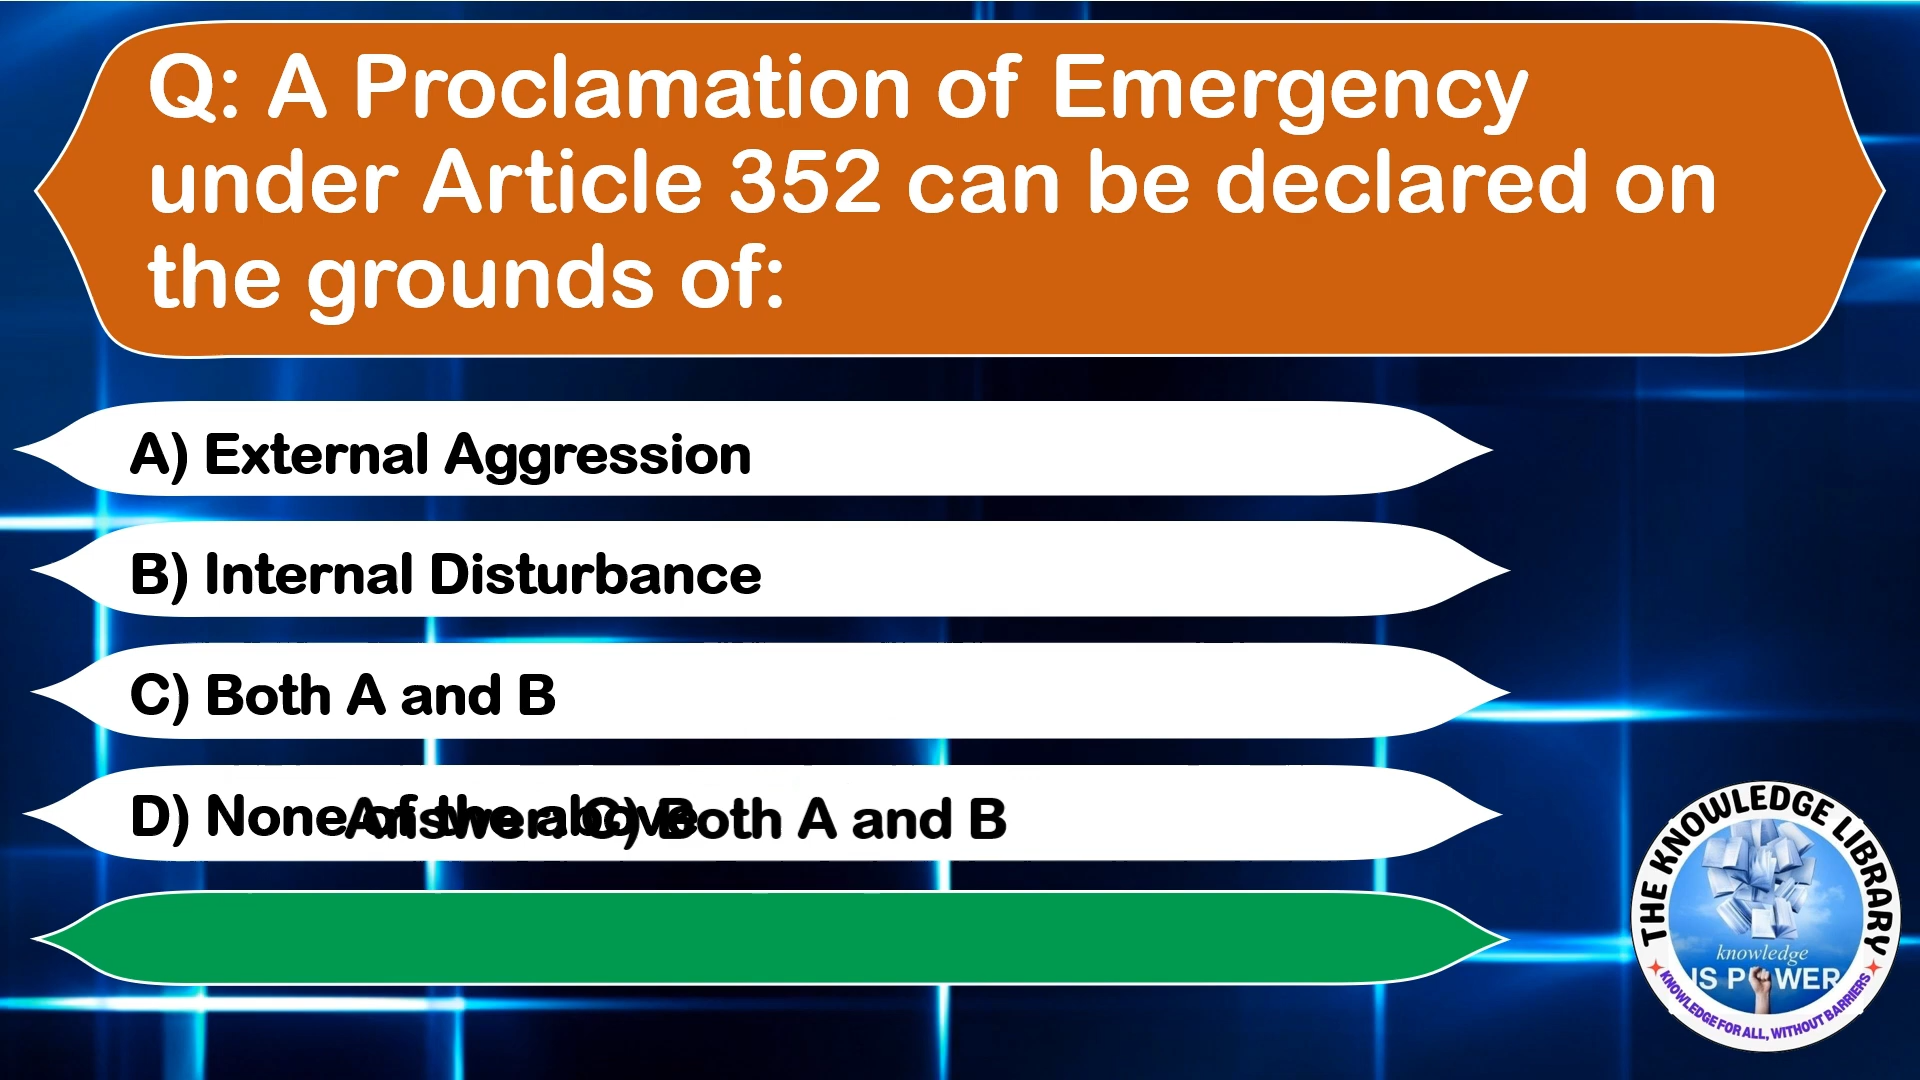 Q: A Proclamation of Emergency
under Article 352 can be declared on
the grounds of:
A) External Aggression
B) Internal Disturbance
C) Both A and B
D) None of the above
Answer: C) Both A and B
THE KNOWLEDGE LIBRARY
knowledge
IS POWER
KNOWLEDGE FOR ALL, WITHOUT BARRIERS